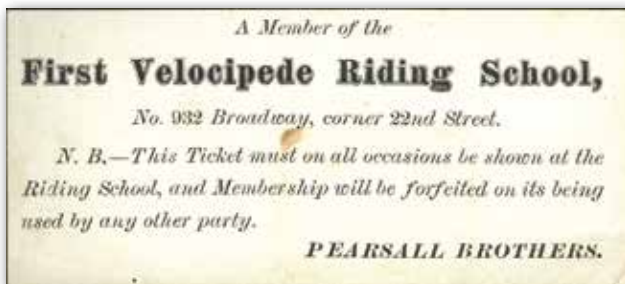 A Member of the
First Velocipede Riding School,
No. 932 Broadway, corner 22nd Street.
N. B.—This Ticket must on all occasions be shown at the
Riding School, and Membership will be forfeited on its being
used by any other party.
PEARSALL BROTHERS.